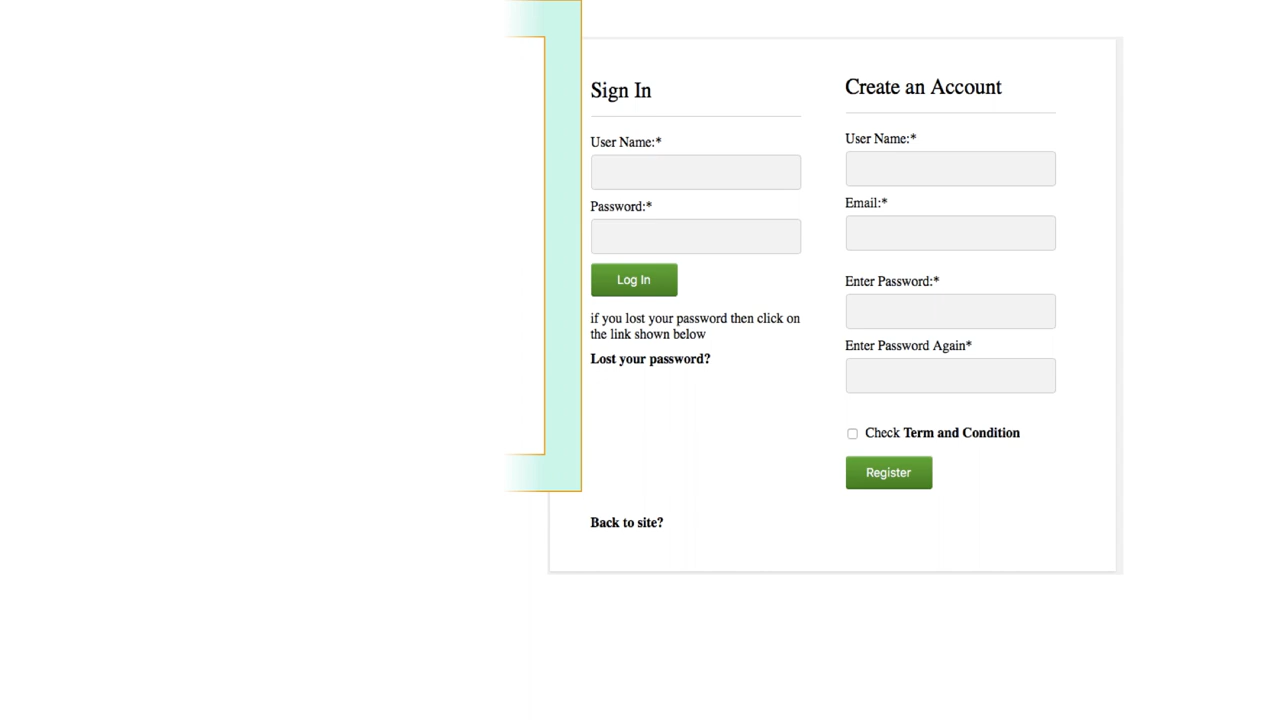 Sign In
User Name:*
Password:*
Log In
if you lost your password then click on
the link shown below
Lost your password?
Back to site?
Create an Account
User Name:*
Email:*
Enter Password:*
Enter Password Again*
Check Term and Condition
Register